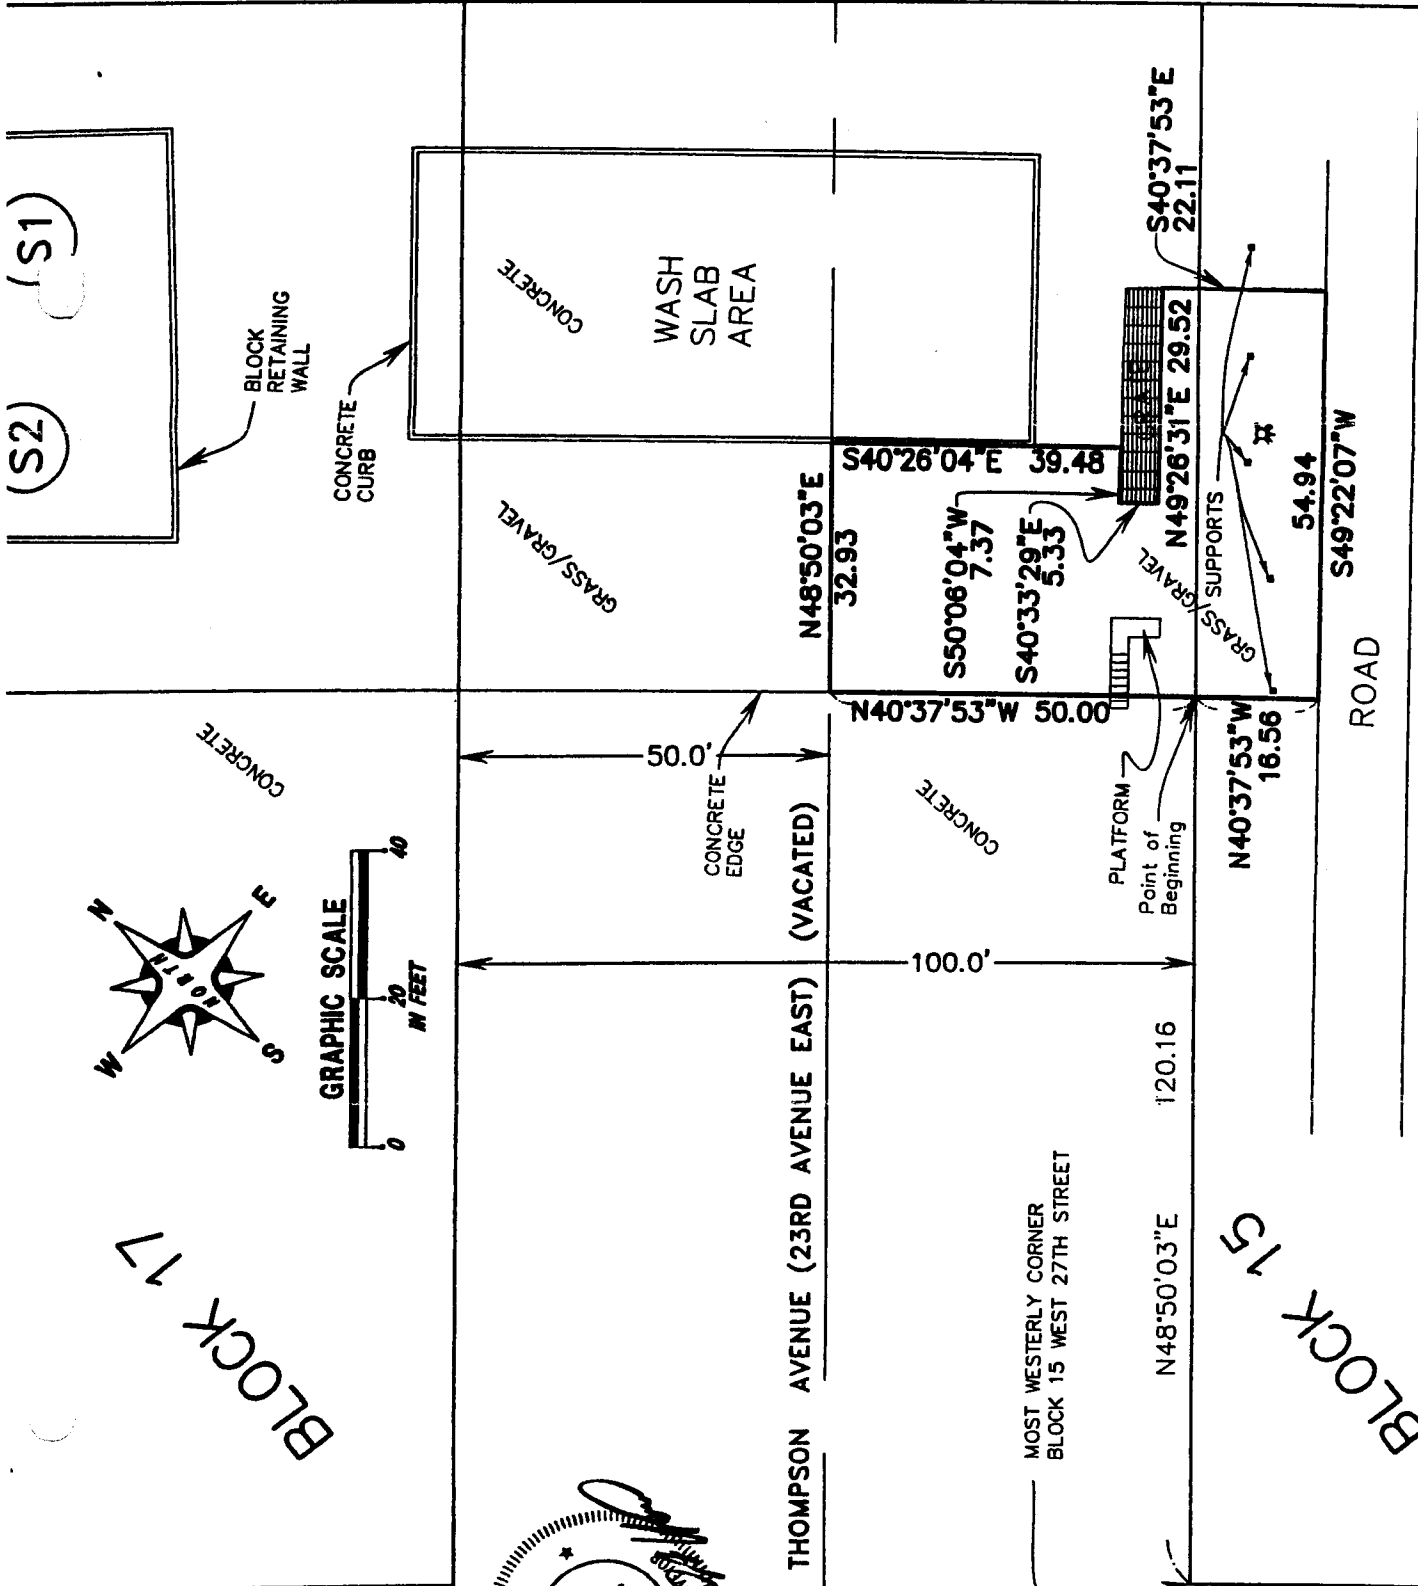 S1
S2
BLOCK
RETAINING
WALL
CONCRETE
CURB
CONCRETE
WASH
SLAB
AREA
GRASS/GRAVEL
S40°37'53"E
22.11
N48°50'03"E
32.93
S40°26'04"E 39.48
S50°06'04"W
7.37
S40°33'29"E
5.33
N49°26'31"E 29.52
GRASS/GRAVEL
SUPPORTS
54.94
S49°22'07"W
ROAD
N40°37'53"W 50.00
N40°37'53"W
16.56
PLATFORM
Point of
Beginning
CONCRETE
50.0'
CONCRETE
EDGE
CONCRETE
100.0'
N
E
S
W
NORTH
GRAPHIC SCALE
0 20 40
IN FEET
THOMPSON AVENUE (23RD AVENUE EAST) (VACATED)
120.16
N48°50'03"E
MOST WESTERLY CORNER
BLOCK 15 WEST 27TH STREET
BLOCK 17
BLOCK 15